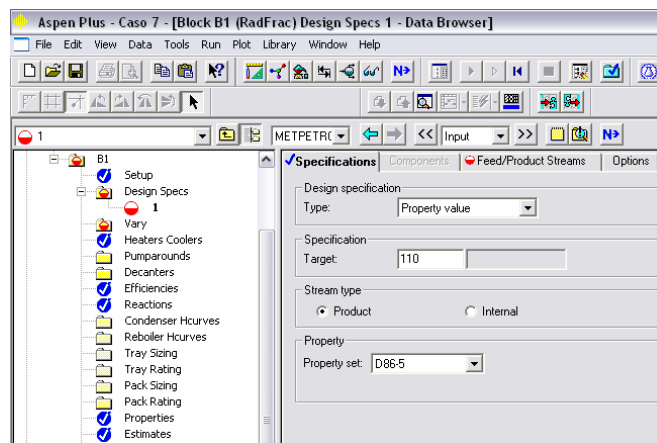 Aspen Plus - Caso 7 - [Block B1 (RadFrac) Design Specs 1 - Data Browser]
File Edit View Data Tools Run Plot Library Window Help
N>
1 METPETRO << Input >> N>
B1
Setup
Design Specs
1
Vary
Heaters Coolers
Pumparounds
Decanters
Efficiencies
Reactions
Condenser Hcurves
Reboiler Hcurves
Tray Sizing
Tray Rating
Pack Sizing
Pack Rating
Properties
Estimates
Specifications Components Feed/Product Streams Options
Design specification
Type: Property value
Specification
Target: 110
Stream type
Product Internal
Property
Property set: D86-5